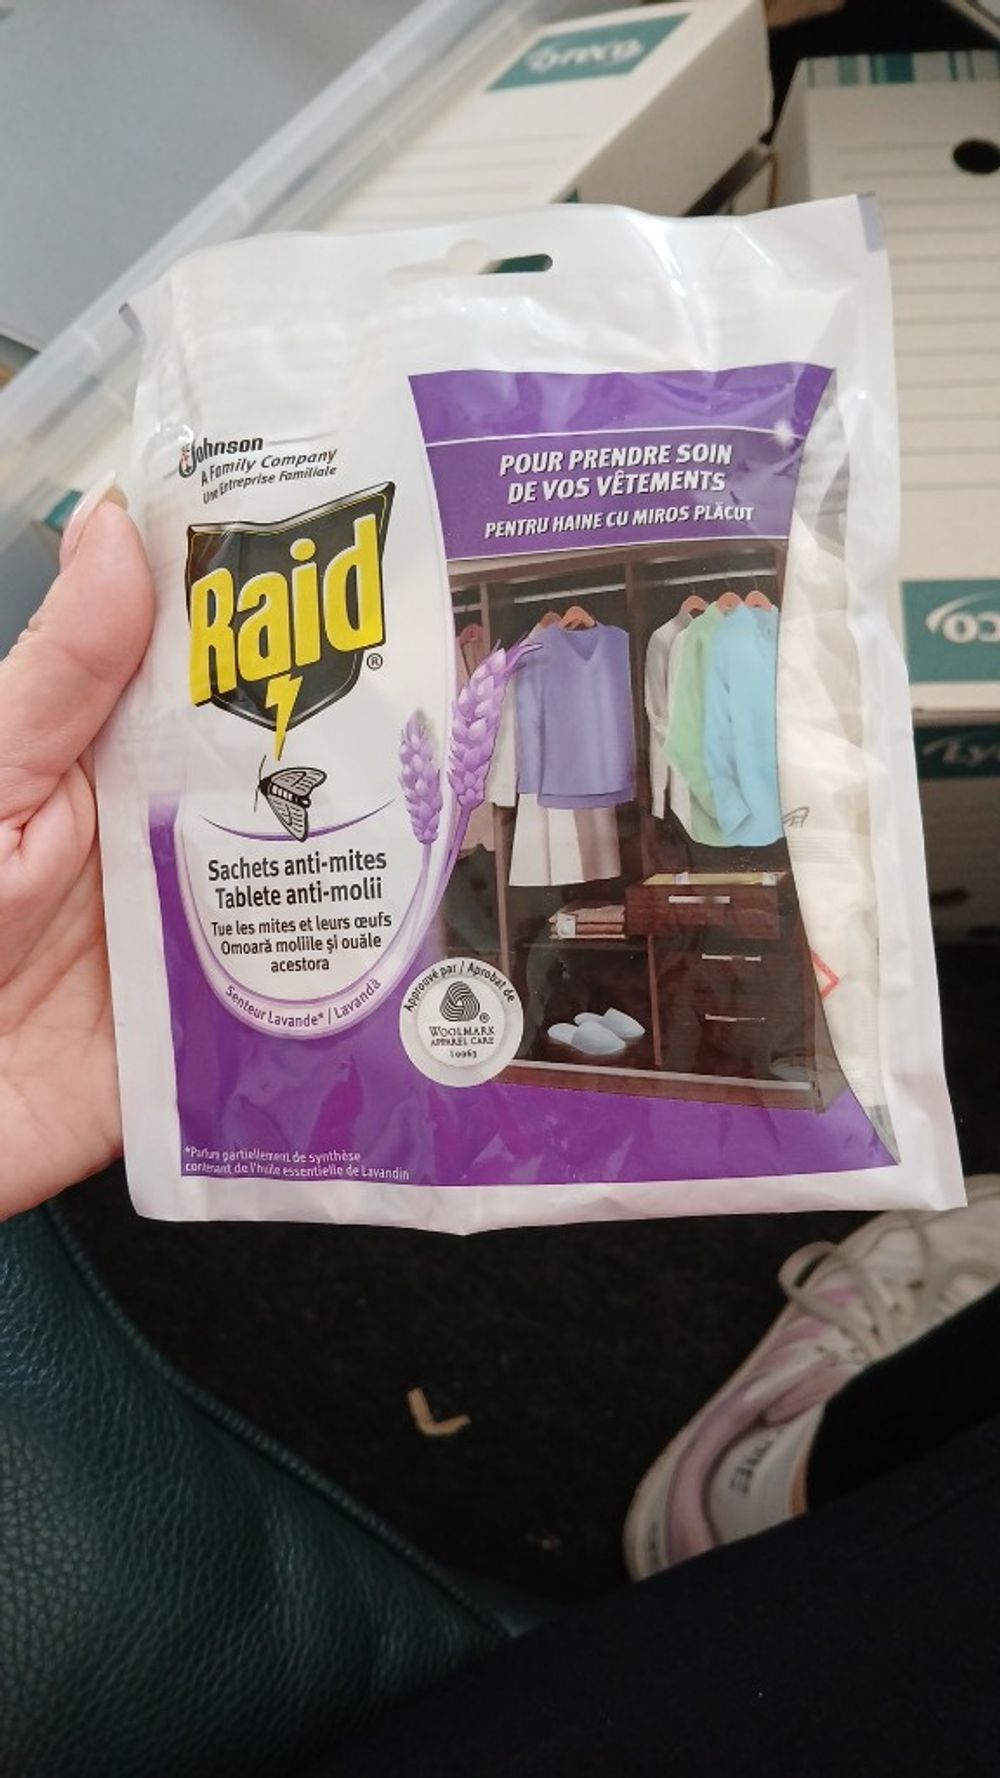 Johnson
A Family Company
Une Entreprise Familiale
Raid®
POUR PRENDRE SOIN
DE VOS VÊTEMENTS
PENTRU HAINE CU MIROS PLĂCUT
Sachets anti-mites
Tablete anti-molii
Tue les mites et leurs œufs
Omoară moliile şi ouăle
acestora
Senteur Lavande* / Lavandă
Approuvé par / Aprobat de
®
WOOLMARK
APPAREL CARE
*Parfum partiellement de synthèse
contenant de l'huile essentielle de Lavandin